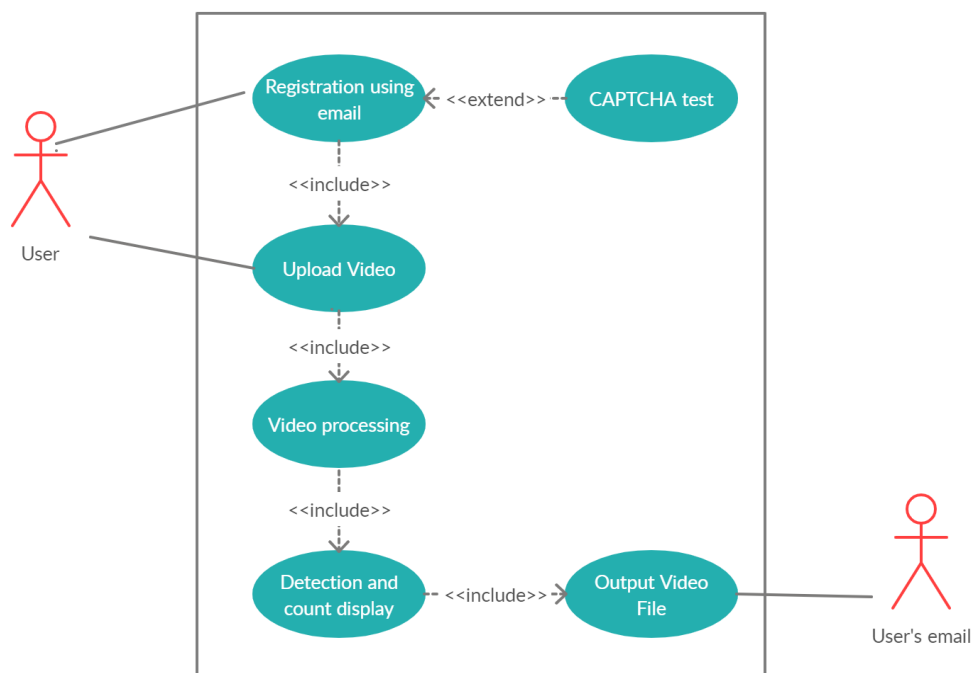 Registration using
email
<<extend>>
CAPTCHA test
<<include>>
User
Upload Video
<<include>>
Video processing
<<include>>
Detection and
count display
<<include>>
Output Video
File
User's email